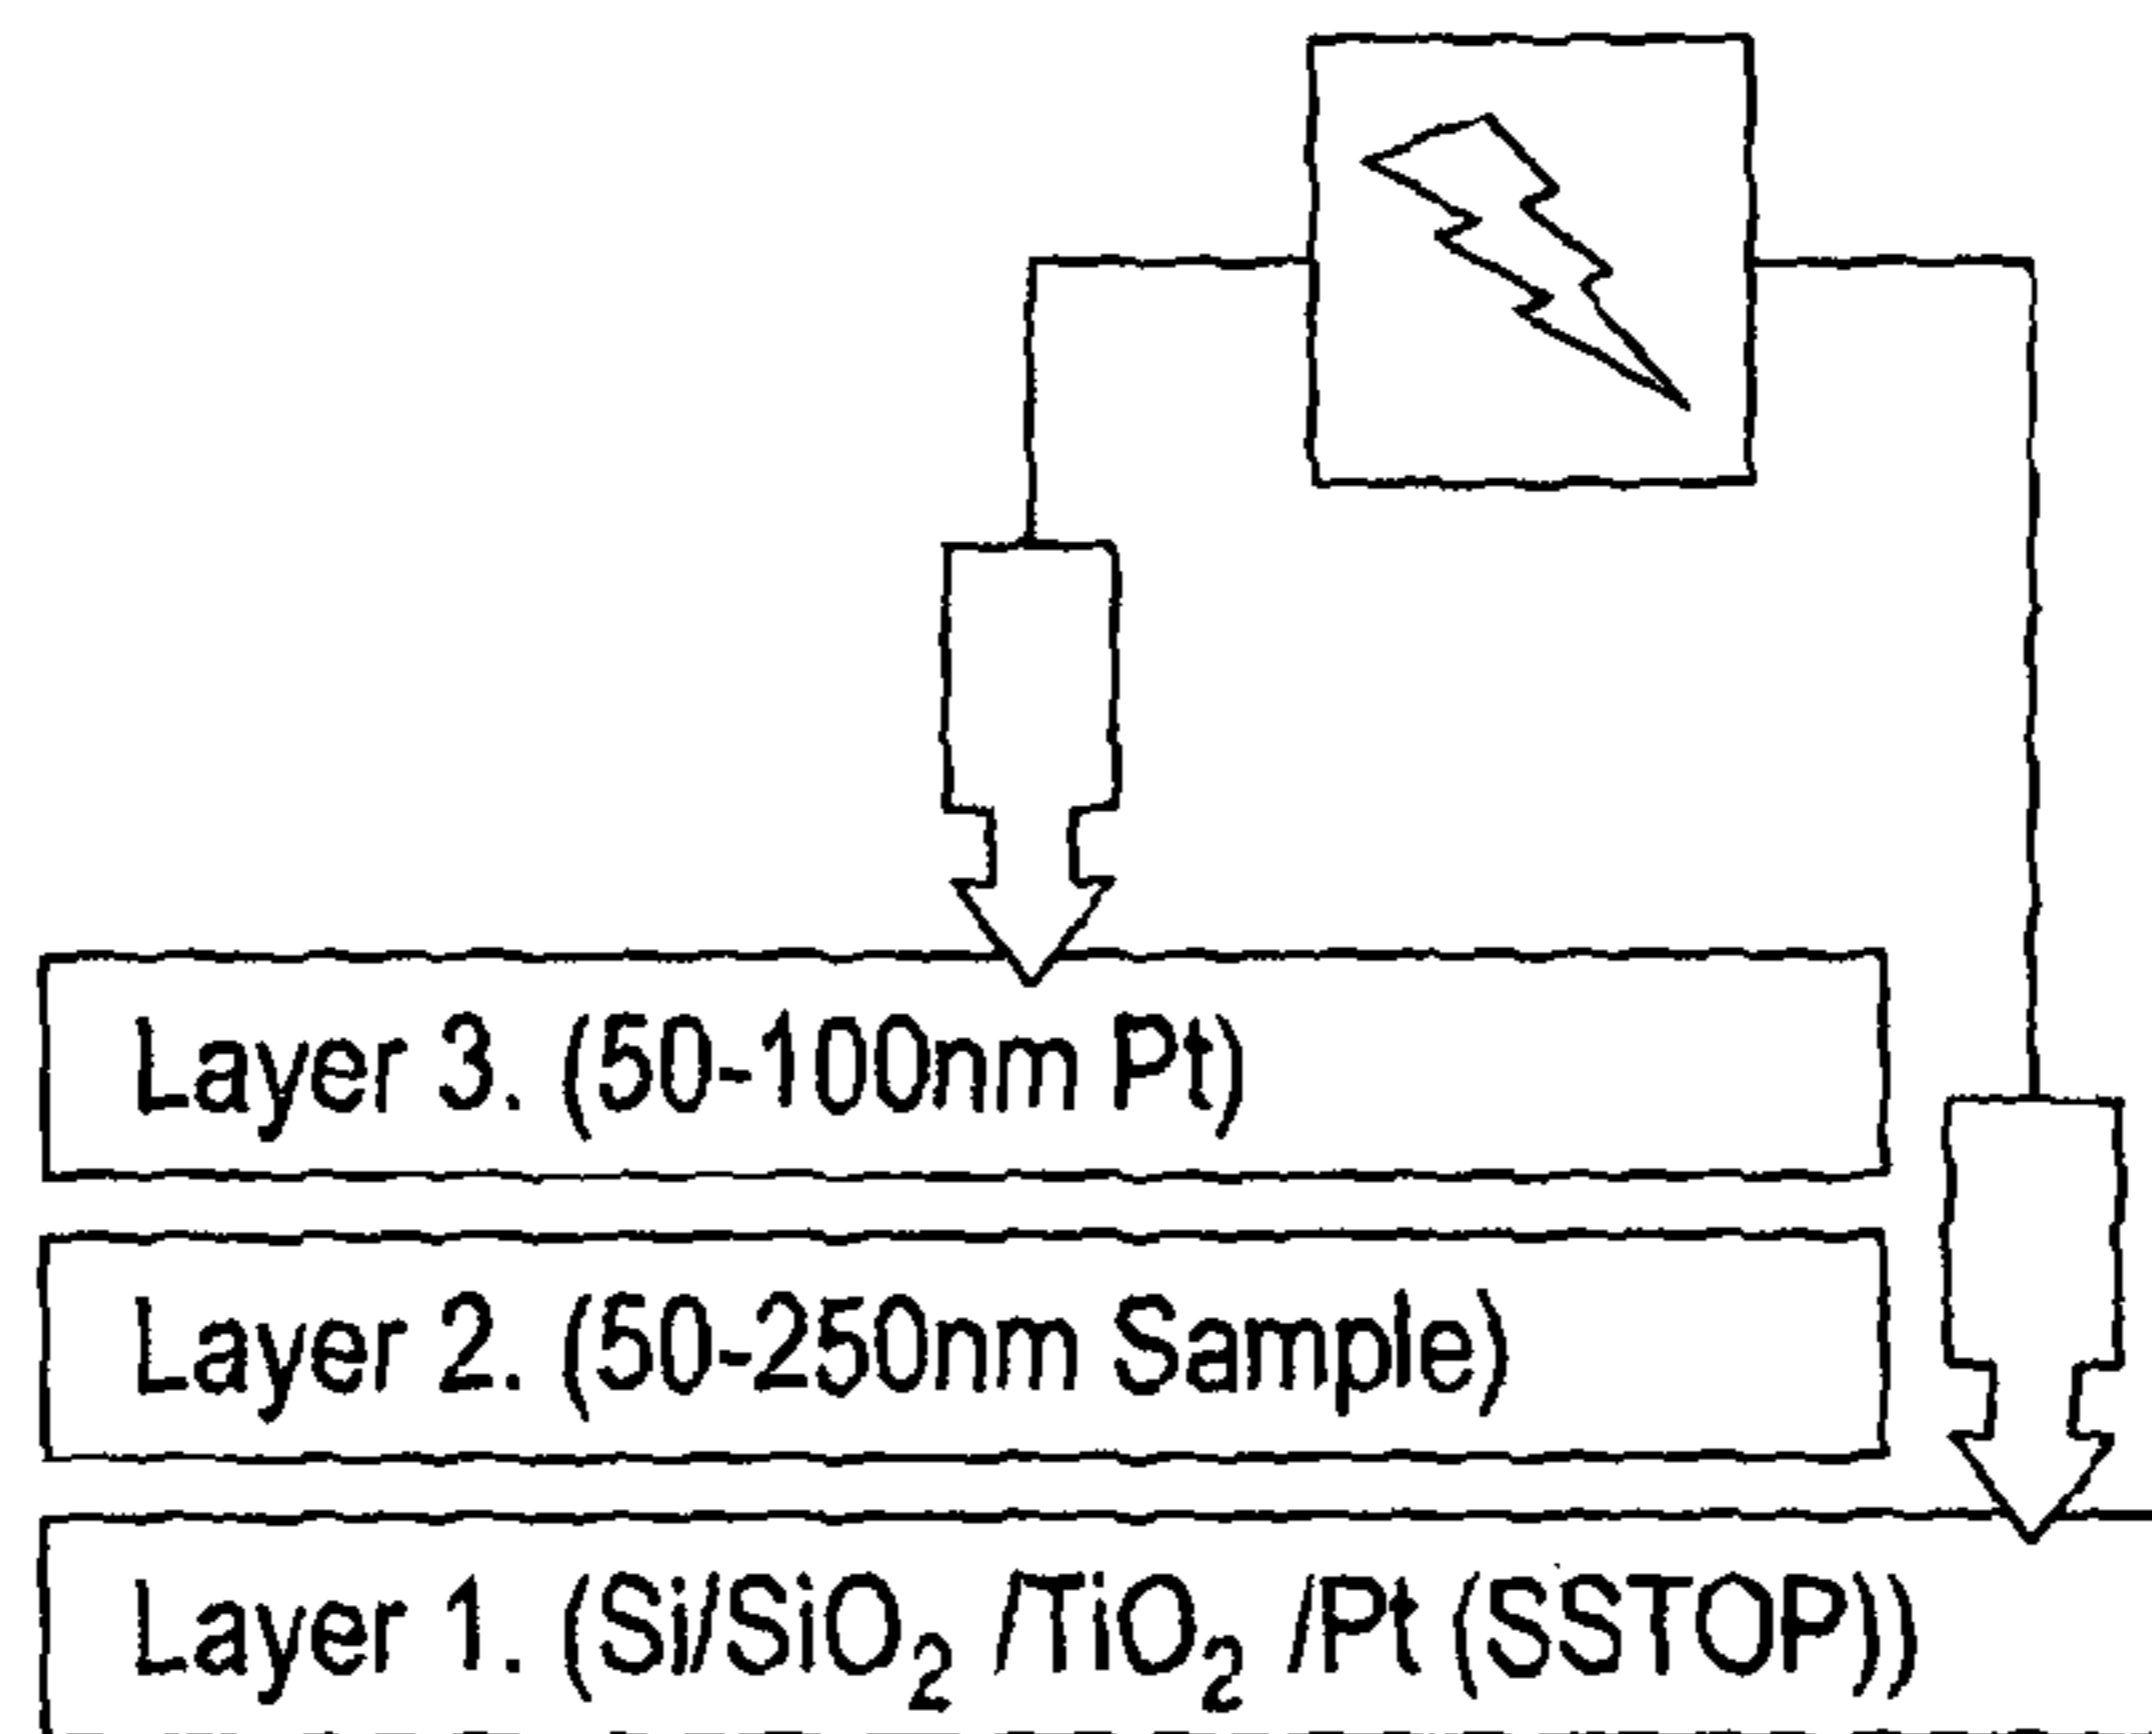 Layer 3. (50-100nm Pt)
Layer 2. (50-250nm Sample)
Layer 1. (Si/SiO₂ /TiO₂ /Pt (SSTOP))